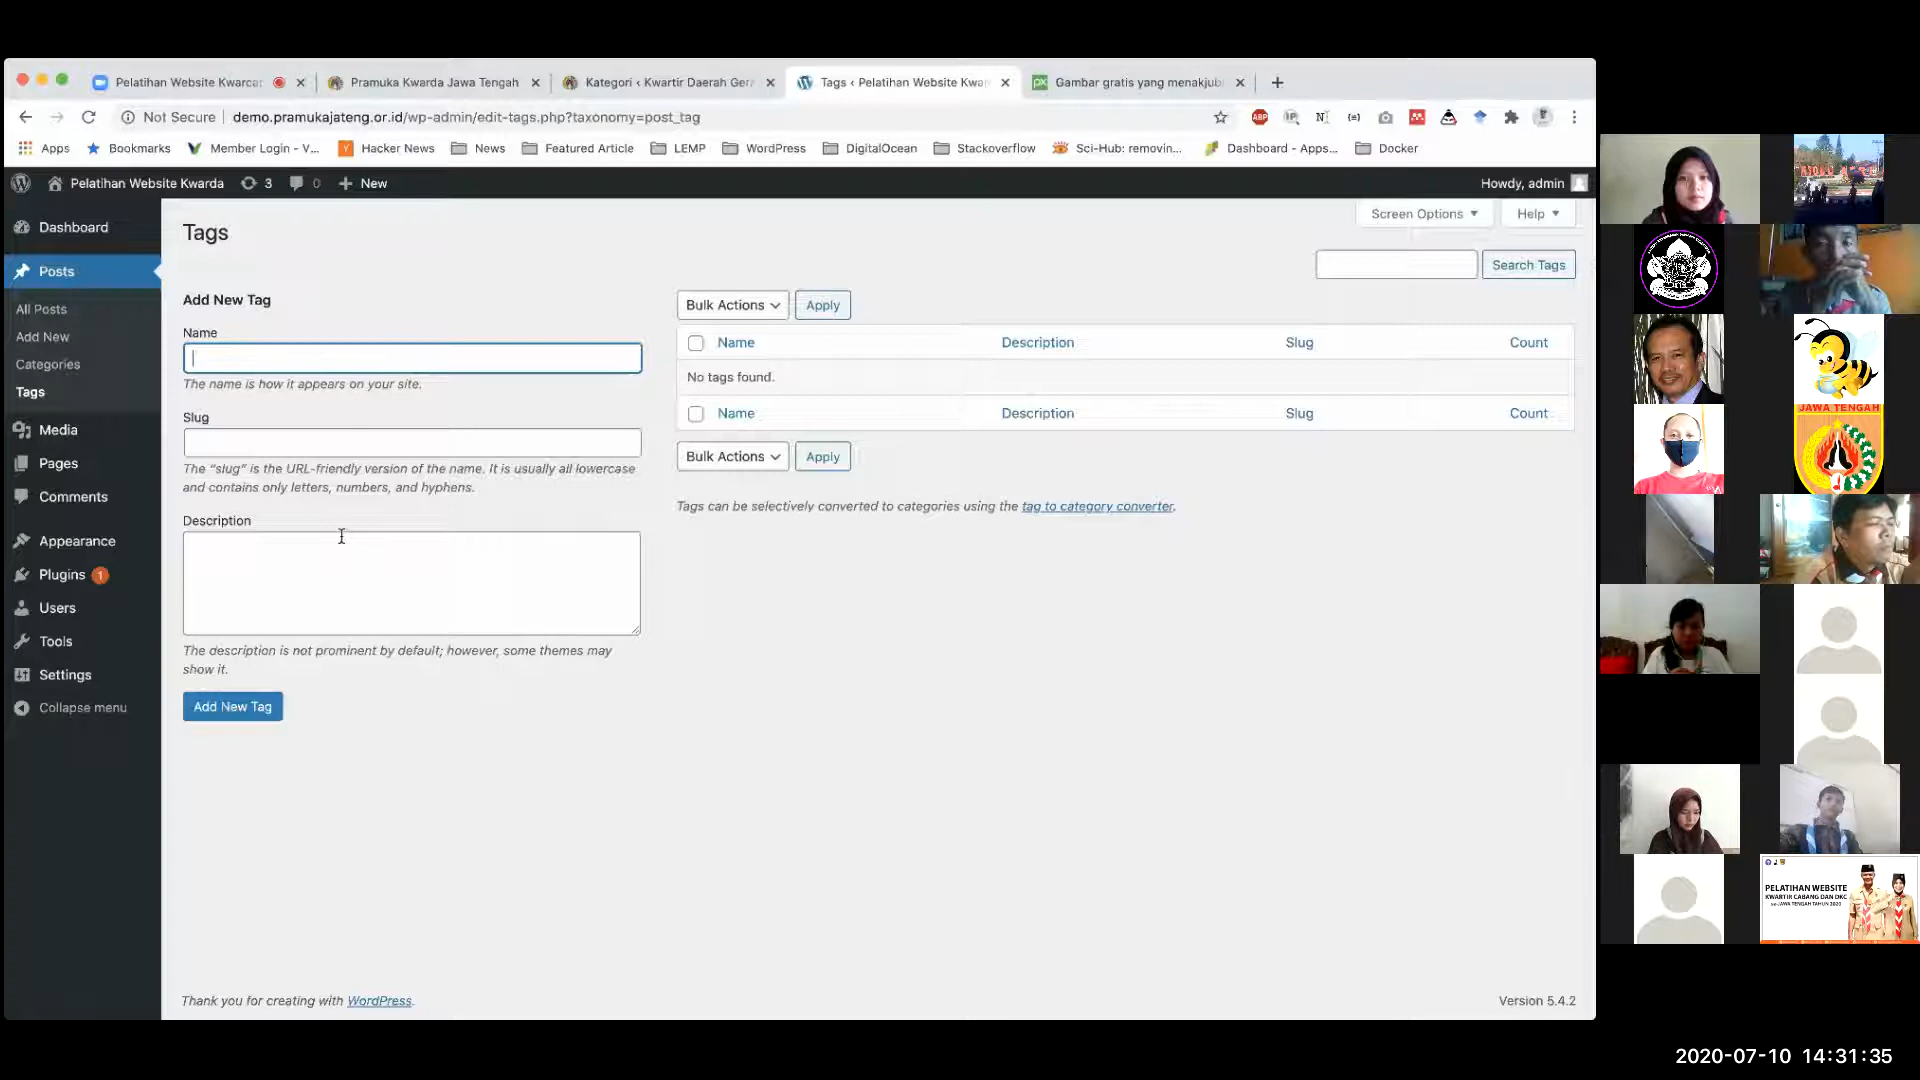 Pelatihan Website Kwarca
Pramuka Kwarda Jawa Tengah
Kategori ‹ Kwartir Daerah Gera
Tags ‹ Pelatihan Website Kwar
Gambar gratis yang menakjub
Not Secure
demo.pramukajateng.or.id/wp-admin/edit-tags.php?taxonomy=post_tag
Apps
Bookmarks
Member Login - V...
Hacker News
News
Featured Article
LEMP
WordPress
DigitalOcean
Stackoverflow
Sci-Hub: removin...
Dashboard - Apps...
Docker
Pelatihan Website Kwarda
3
0
New
Howdy, admin
Dashboard
Posts
All Posts
Add New
Categories
Tags
Media
Pages
Comments
Appearance
Plugins 1
Users
Tools
Settings
Collapse menu
Screen Options
Help
Tags
Search Tags
Add New Tag
Name
The name is how it appears on your site.
Slug
The “slug” is the URL-friendly version of the name. It is usually all lowercase
and contains only letters, numbers, and hyphens.
Description
The description is not prominent by default; however, some themes may
show it.
Add New Tag
Bulk Actions
Apply
Name Description Slug Count
No tags found.
Name Description Slug Count
Bulk Actions
Apply
Tags can be selectively converted to categories using the tag to category converter.
Thank you for creating with WordPress.
Version 5.4.2
JAWA TENGAH
PELATIHAN WEBSITE
KWARTIR CABANG DAN DKC
se-JAWA TENGAH TAHUN 2020
2020-07-10 14:31:35